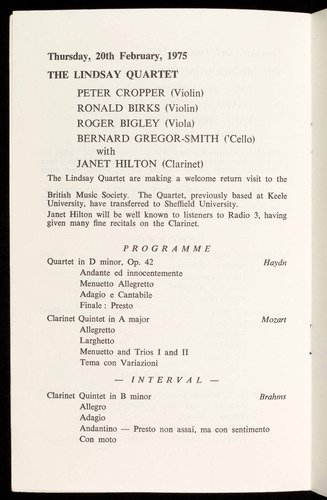 Thursday, 20th February, 1975
THE LINDSAY QUARTET
PETER CROPPER (Violin)
RONALD BIRKS (Violin)
ROGER BIGLEY (Viola)
BERNARD GREGOR-SMITH ('Cello)
with
JANET HILTON (Clarinet)
The Lindsay Quartet are making a welcome return visit to the
British Music Society. The Quartet, previously based at Keele
University, have transferred to Sheffield University.
Janet Hilton will be well known to listeners to Radio 3, having
given many fine recitals on the Clarinet.
PROGRAMME
Quartet in D minor, Op. 42 Haydn
Andante ed innocentemente
Menuetto Allegretto
Adagio e Cantabile
Finale : Presto
Clarinet Quintet in A major Mozart
Allegretto
Larghetto
Menuetto and Trios I and II
Tema con Variazioni
— INTERVAL —
Clarinet Quintet in B minor Brahms
Allegro
Adagio
Andantino — Presto non assai, ma con sentimento
Con moto